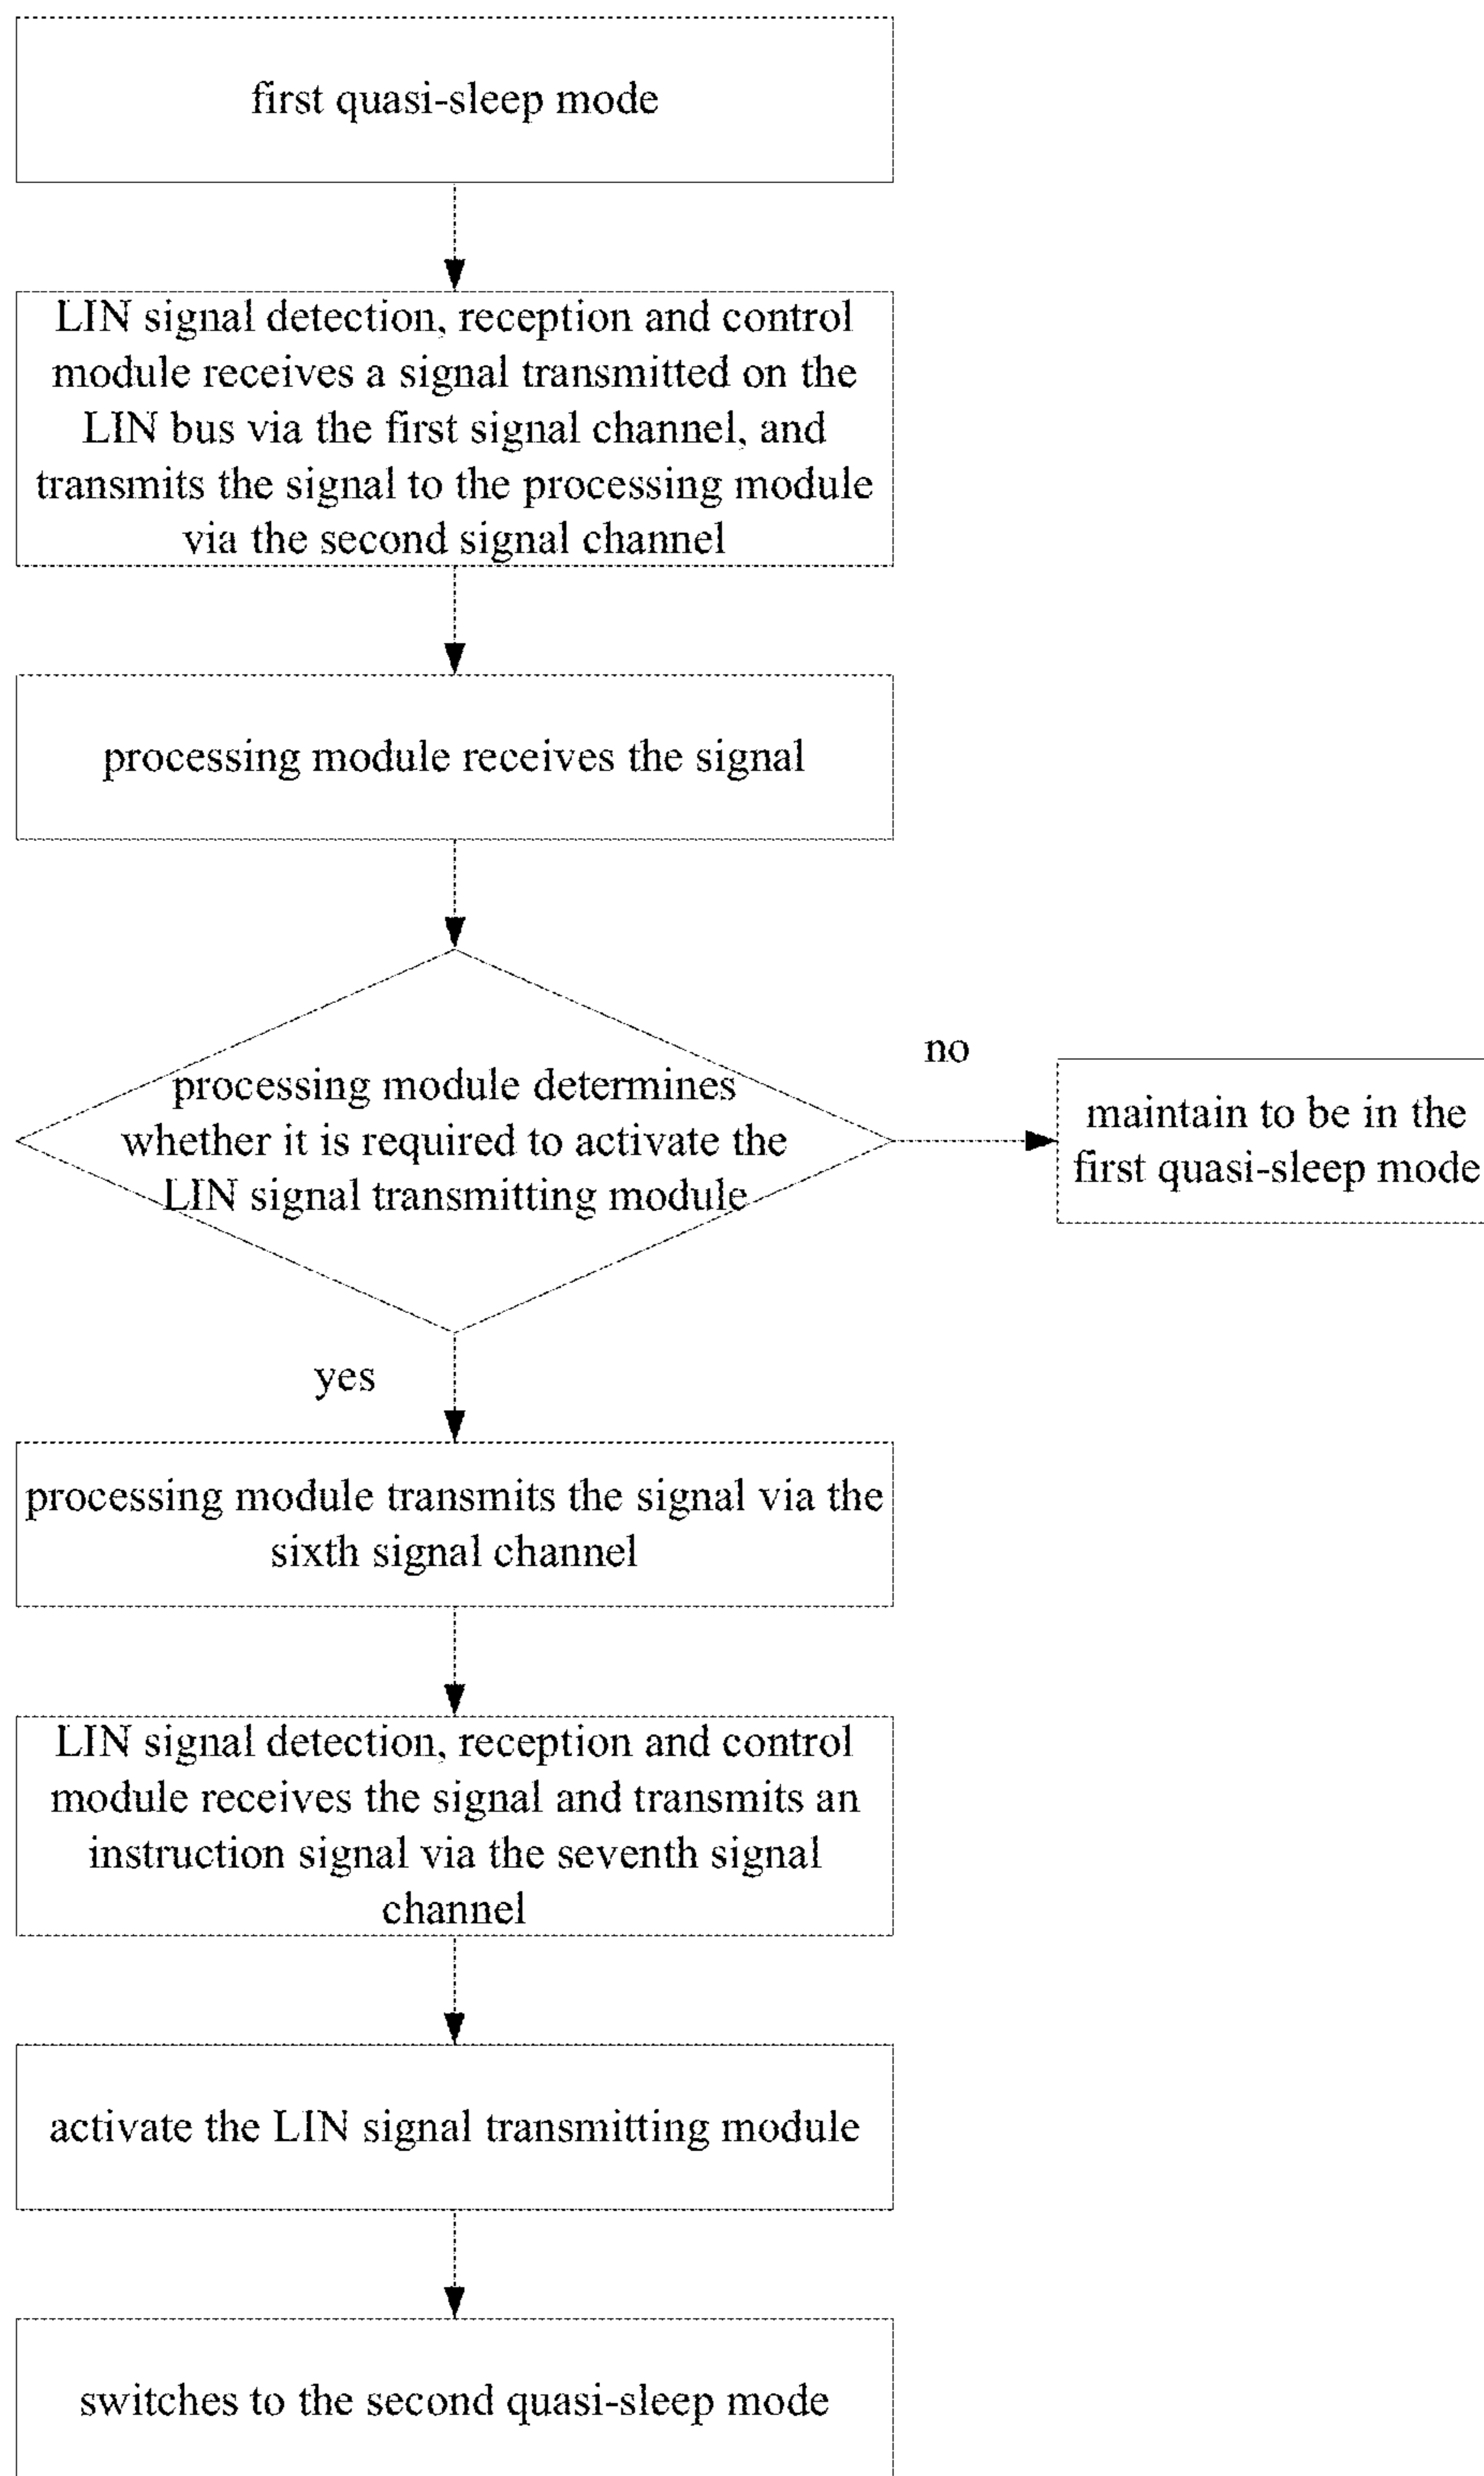 first quasi-sleep mode
LIN signal detection, reception and control
module receives a signal transmitted on the
LIN bus via the first signal channel, and
transmits the signal to the processing module
via the second signal channel
processing module receives the signal
processing module determines
whether it is required to activate the
LIN signal transmitting module
no
maintain to be in the
first quasi-sleep mode
yes
processing module transmits the signal via the
sixth signal channel
LIN signal detection, reception and control
module receives the signal and transmits an
instruction signal via the seventh signal
channel
activate the LIN signal transmitting module
switches to the second quasi-sleep mode